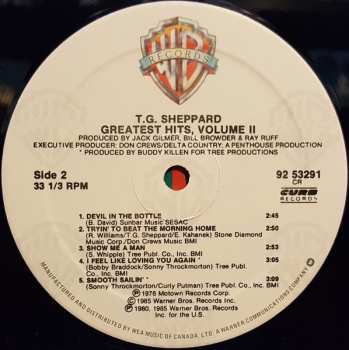 WB
RECORDS
T.G. SHEPPARD
GREATEST HITS, VOLUME II
PRODUCED BY JACK GILMER, BILL BROWDER & RAY RUFF
EXECUTIVE PRODUCER: DON CREWS/DELTA COUNTRY: A PENTHOUSE PRODUCTION
* PRODUCED BY BUDDY KILLEN FOR TREE PRODUCTIONS
Side 2
33 1/3 RPM
92 53291
CR
CURB
RECORDS
1. DEVIL IN THE BOTTLE 2:45
(B. David) Sunbar Music SESAC
2. TRYIN' TO BEAT THE MORNING HOME 2:50
(R. Williams/T.G. Sheppard/E. Kahanek) Stone Diamond
Music Corp/Don Crews Music BMI
3. SHOW ME A MAN 2:50
(S. Whipple) Tree Publ. Co., Inc. BMI
4. I FEEL LIKE LOVING YOU AGAIN * 3:25
(Bobby Braddock/Sonny Throckmorton) Tree Publ.
Co., Inc. BMI
5. SMOOTH SAILIN' * 5:09
(Sonny Throckmorton/Curly Putman) Tree Publ. Co., Inc. BMI
℗ 1976 Motown Records Corp.
© 1985 Warner Bros. Records Inc.
℗ 1980, 1985 Warner Bros. Records
Inc. for the U.S.
MANUFACTURED AND DISTRIBUTED BY WEA MUSIC OF CANADA, LTD. A WARNER COMMUNICATIONS COMPANY